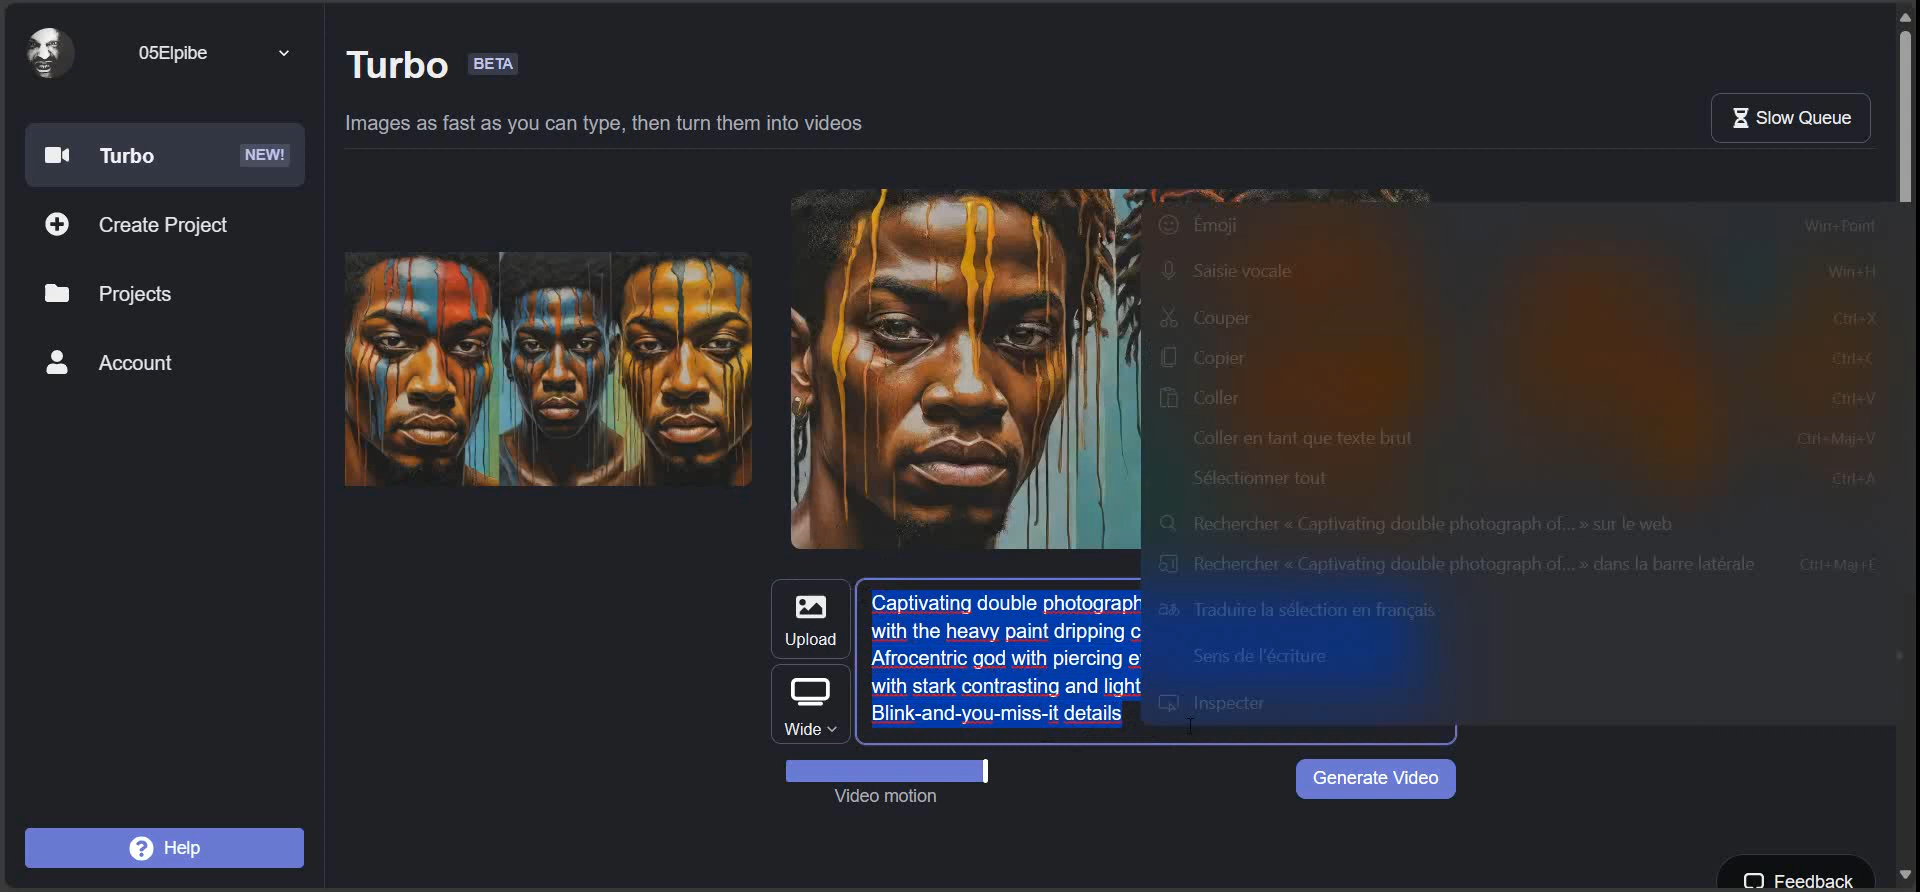 05Elpibe
Turbo NEW!
Create Project
Projects
Account
Help
Turbo BETA
Images as fast as you can type, then turn them into videos
Slow Queue
Émoji Win+Point
Saisie vocale Win+H
Couper Ctrl+X
Copier Ctrl+C
Coller Ctrl+V
Coller en tant que texte brut Ctrl+Maj+V
Sélectionner tout Ctrl+A
Rechercher « Captivating double photograph of... » sur le web
Rechercher « Captivating double photograph of... » dans la barre latérale Ctrl+Maj+E
Traduire la sélection en français
Sens de l'écriture
Inspecter
Upload
Wide
Captivating double photograph
with the heavy paint dripping
Afrocentric god with piercing
with stark contrasting and light
Blink-and-you-miss-it details
Video motion
Generate Video
Feedback